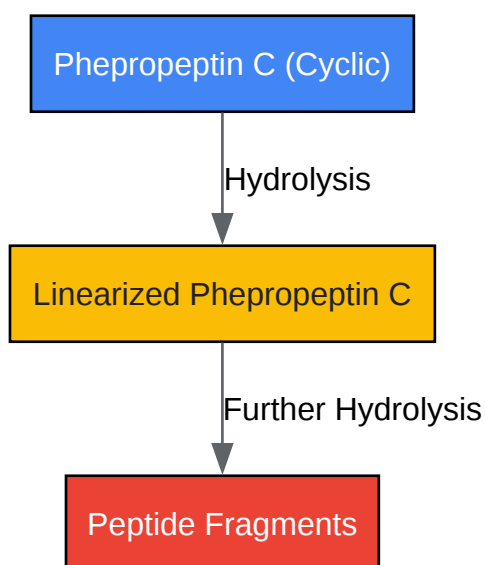 Phepropeptin C (Cyclic)
Hydrolysis
Linearized Phepropeptin C
Further Hydrolysis
Peptide Fragments